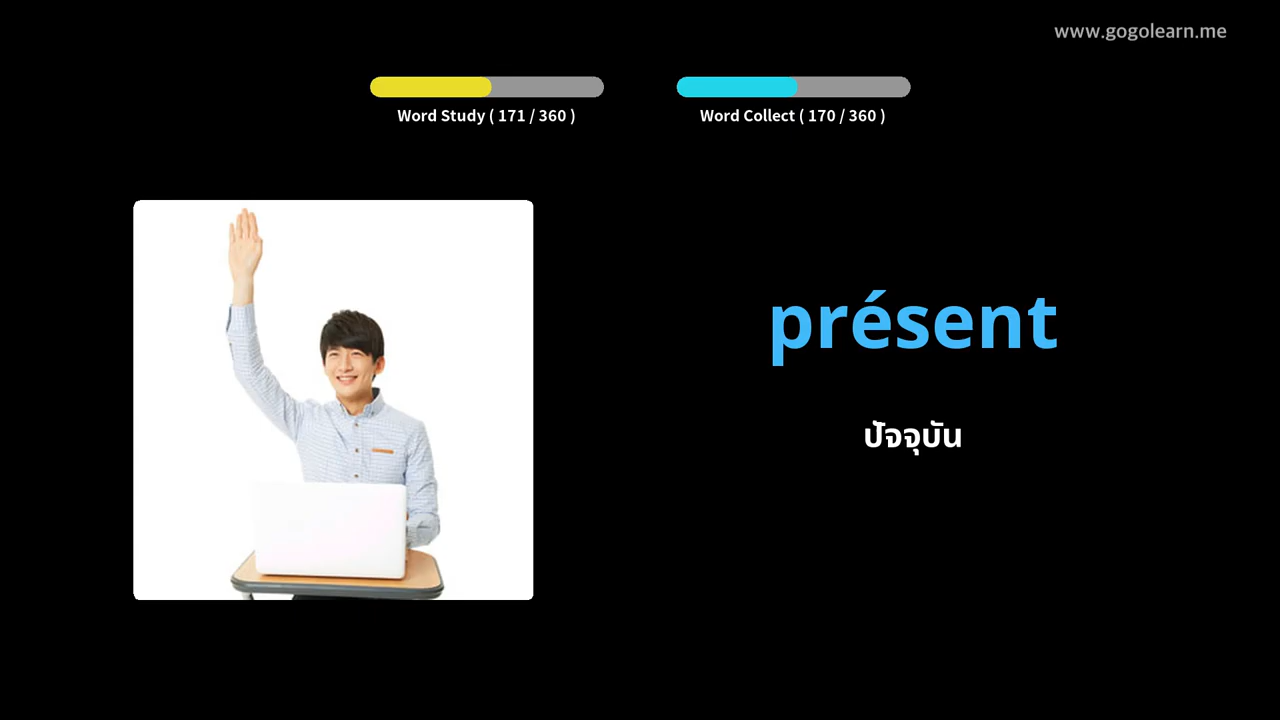 www.gogolearn.me
Word Study ( 171 / 360 )
Word Collect ( 170 / 360 )
présent
ปัจจุบัน